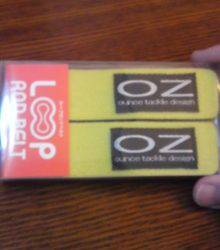 LOOP
ROD BELT
OZ
ounce tackle design
OZ
ounce tackle design